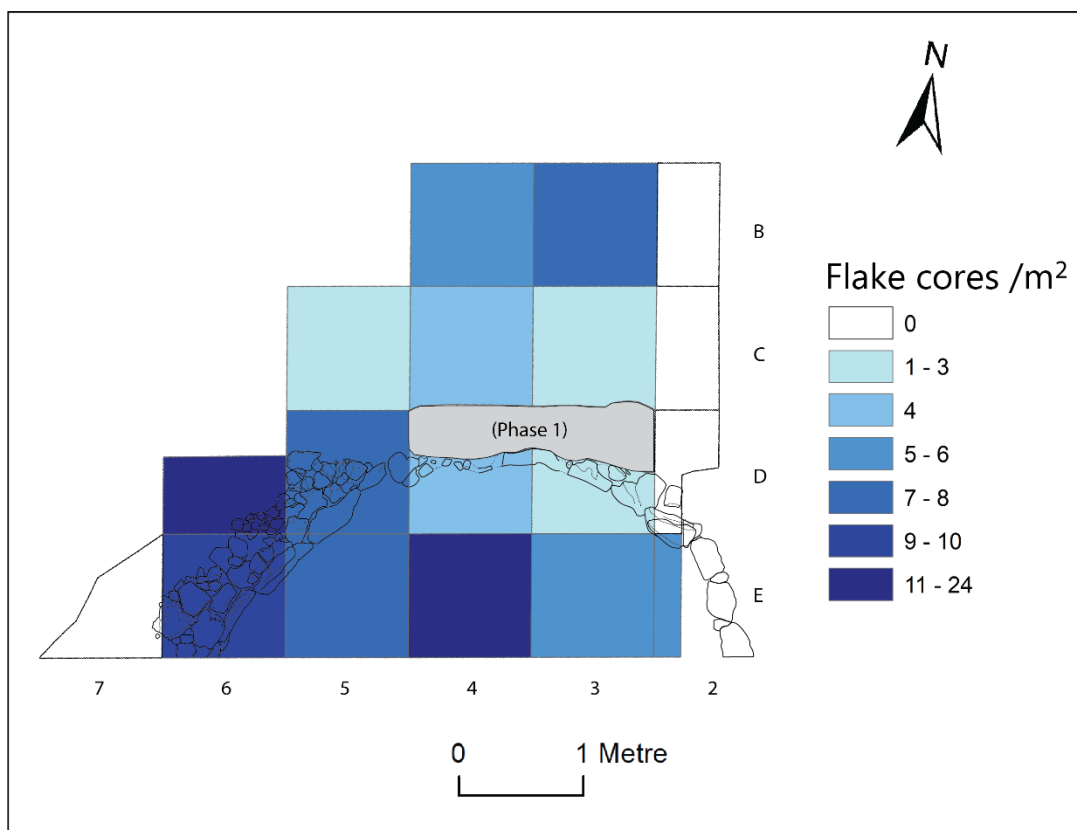 N
B
C
(Phase 1)
D
E
7 6 5 4 3 2
0 1 Metre
Flake cores /m²
0
1 - 3
4
5 - 6
7 - 8
9 - 10
11 - 24